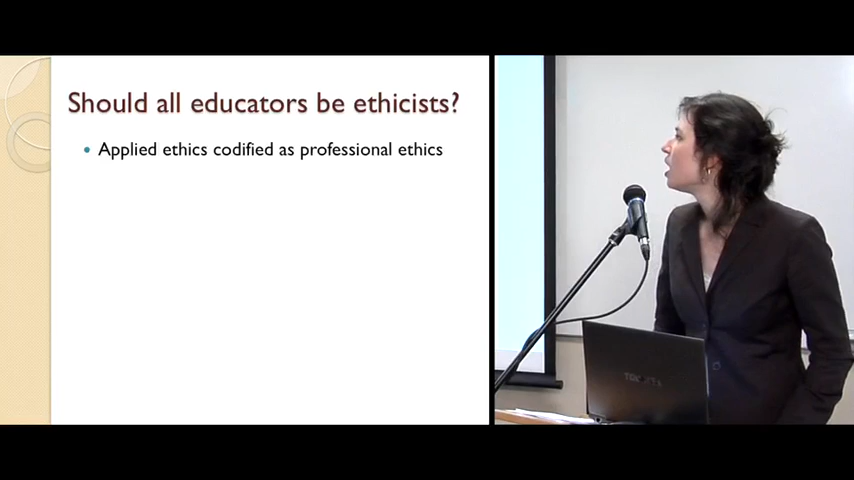 Should all educators be ethicists?
Applied ethics codified as professional ethics